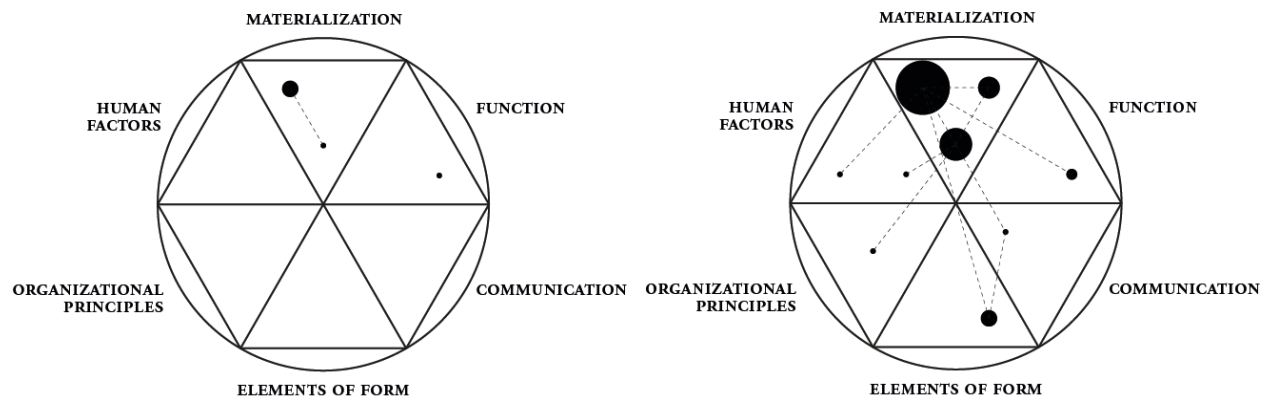 MATERIALIZATION
HUMAN
FACTORS
FUNCTION
ORGANIZATIONAL
PRINCIPLES
COMMUNICATION
ELEMENTS OF FORM
MATERIALIZATION
HUMAN
FACTORS
FUNCTION
ORGANIZATIONAL
PRINCIPLES
COMMUNICATION
ELEMENTS OF FORM